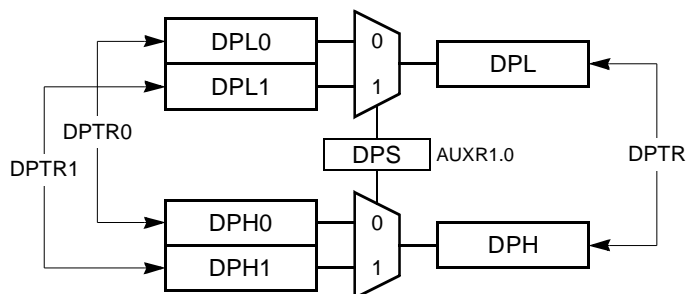 DPL0
0
DPL1
1
DPL
DPTR0
DPTR1
DPS
AUXR1.0
DPTR
DPH0
0
DPH1
1
DPH